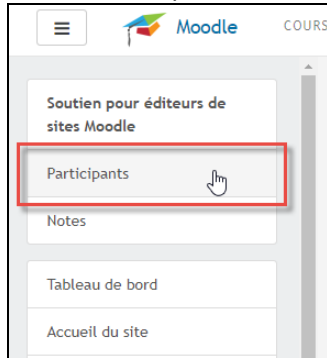 Moodle COURS
Soutien pour éditeurs de
sites Moodle
Participants
Notes
Tableau de bord
Accueil du site